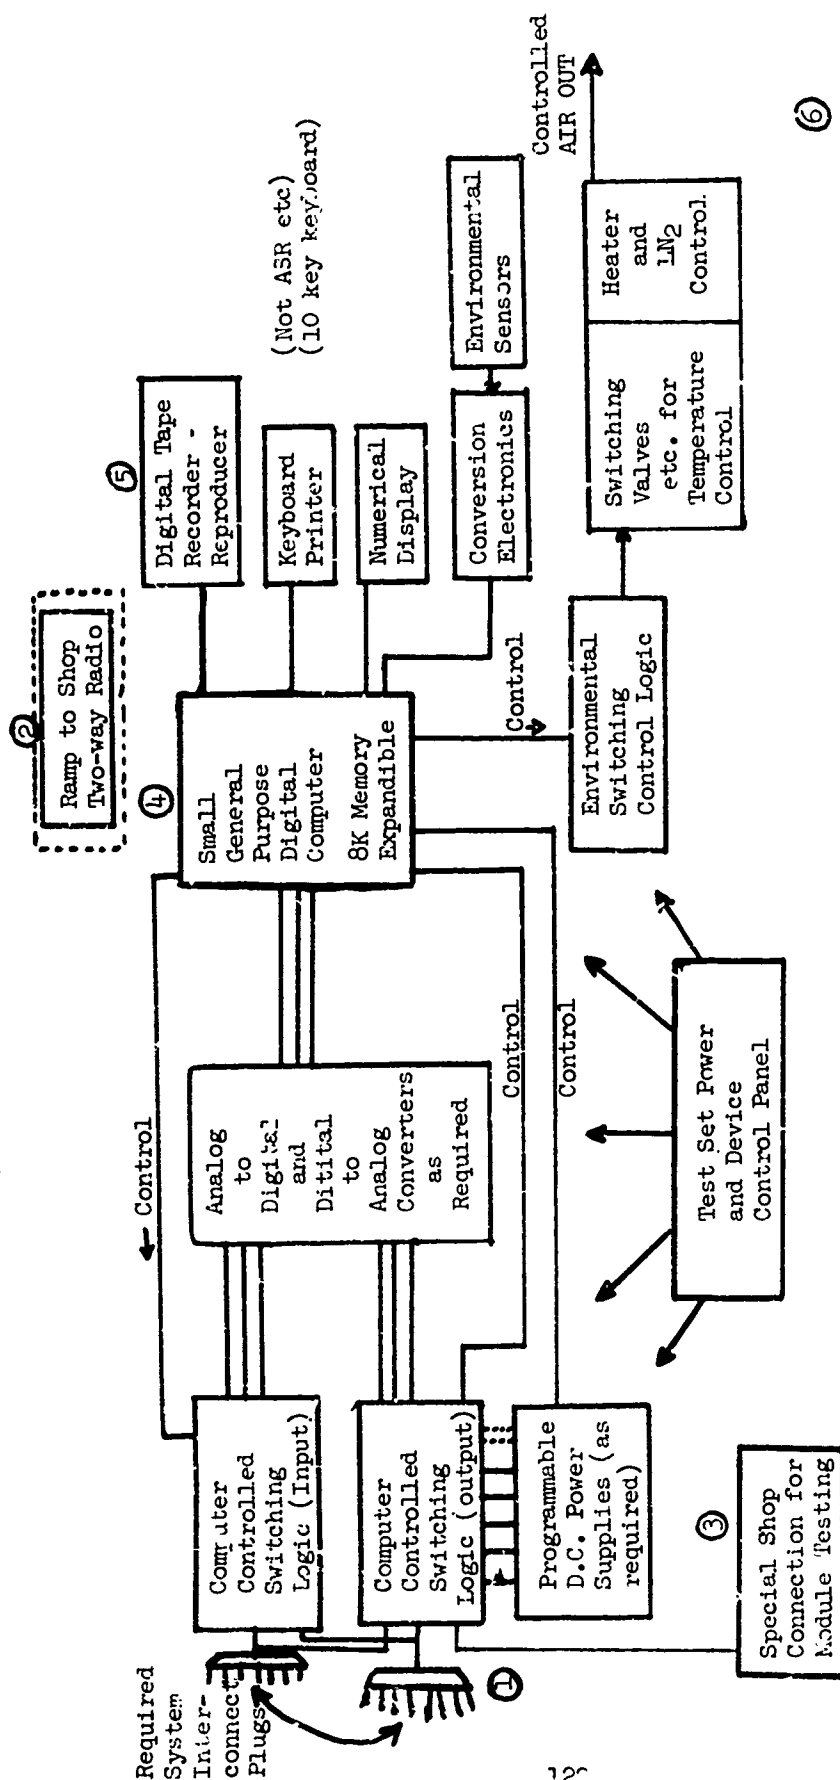 Required
System
Inter-
connect
Plugs
①
Computer
Controlled
Switching
Logic (Input)
Computer
Controlled
Switching
Logic (output)
Programmable
D.C. Power
Supplies (as
required)
③
Special Shop
Connection for
Module Testing
← Control
Analog
to
Digital
and
Ditital
to
Analog
Converters
as
Required
Control
Control
Test Set Power
and Device
Control Panel
②
Ramp to Shop
Two-way Radio
④
Small
General
Purpose
Digital
Computer
8K Memory
Expandible
Control
→
Environmental
Switching
Control Logic
⑤
Digital Tape
Recorder -
Reproducer
Keyboard
Printer
Numerical
Display
(Not ASR etc)
(10 key keyboard)
Conversion
Electronics
Environmental
Sensors
Switching
Valves
etc. for
Temperature
Control
Heater
and
LN2
Control
Controlled
AIR OUT
⑥